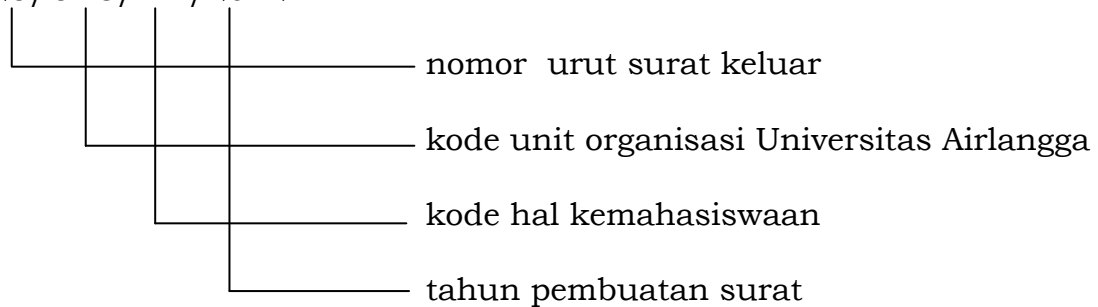 nomor urut surat keluar
kode unit organisasi Universitas Airlangga
kode hal kemahasiswaan
tahun pembuatan surat